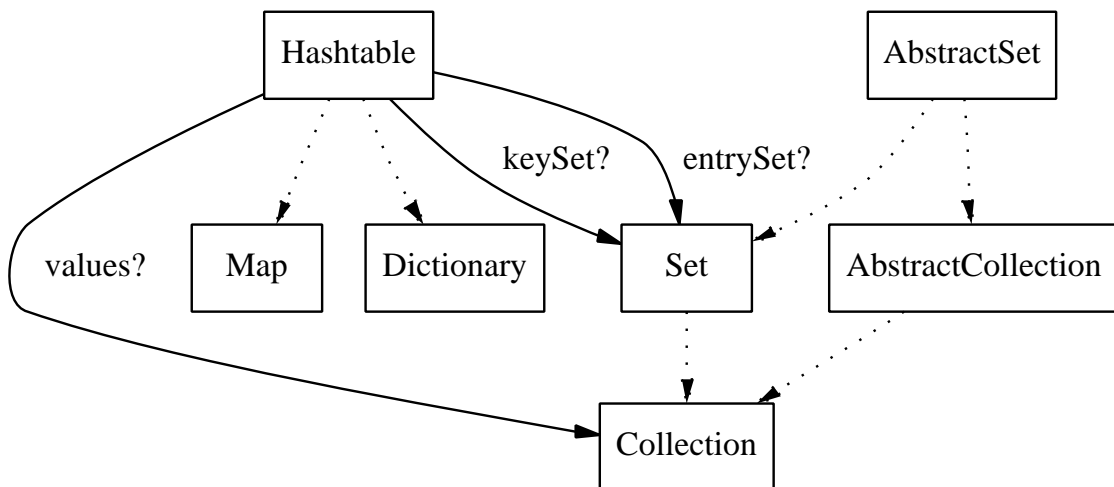 Hashtable
AbstractSet
keySet?
entrySet?
values?
Map
Dictionary
Set
AbstractCollection
Collection